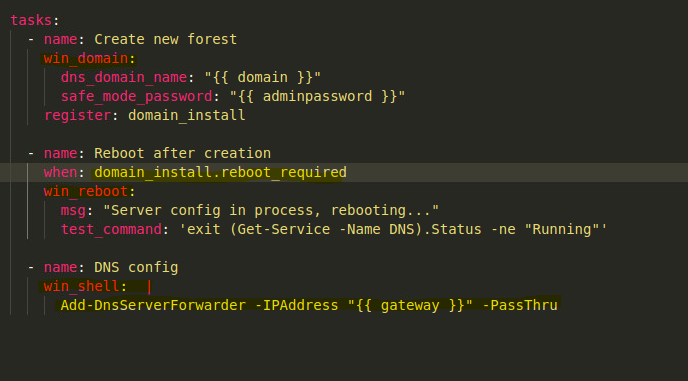 tasks:
  - name: Create new forest
    win_domain:
      dns_domain_name: "{{ domain }}"
      safe_mode_password: "{{ adminpassword }}"
    register: domain_install
  - name: Reboot after creation
    when: domain_install.reboot_required
    win_reboot:
      msg: "Server config in process, rebooting..."
      test_command: 'exit (Get-Service -Name DNS).Status -ne "Running"'
  - name: DNS config
    win_shell:  |
      Add-DnsServerForwarder -IPAddress "{{ gateway }}" -PassThru